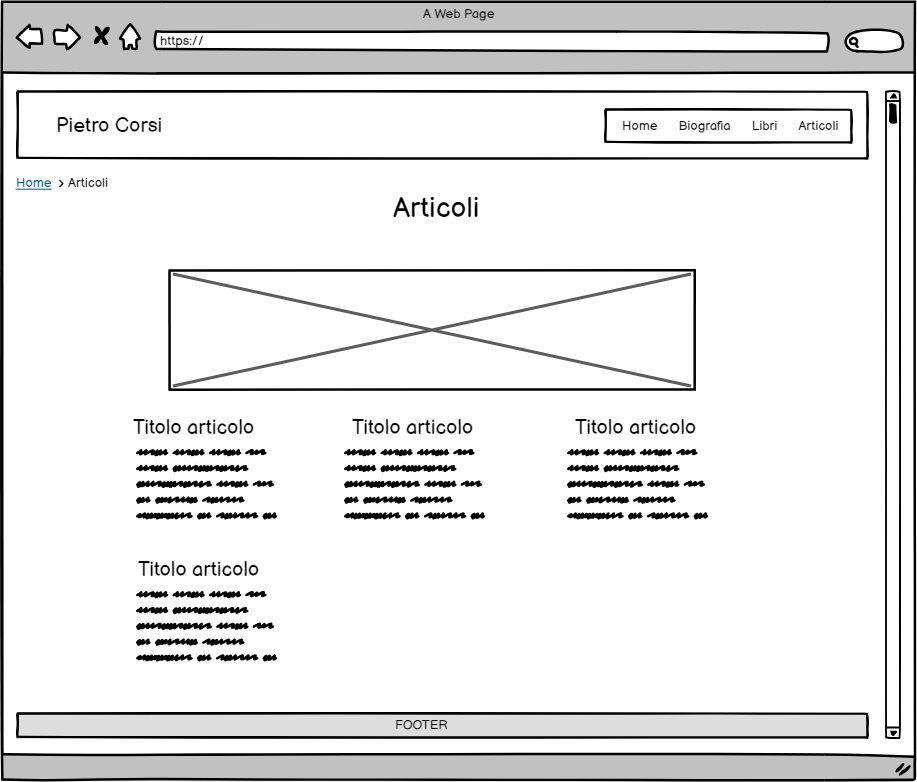 A Web Page
https://
Pietro Corsi
Home Biografia Libri Articoli
Home > Articoli
Articoli
Titolo articolo Titolo articolo Titolo articolo
Titolo articolo
FOOTER